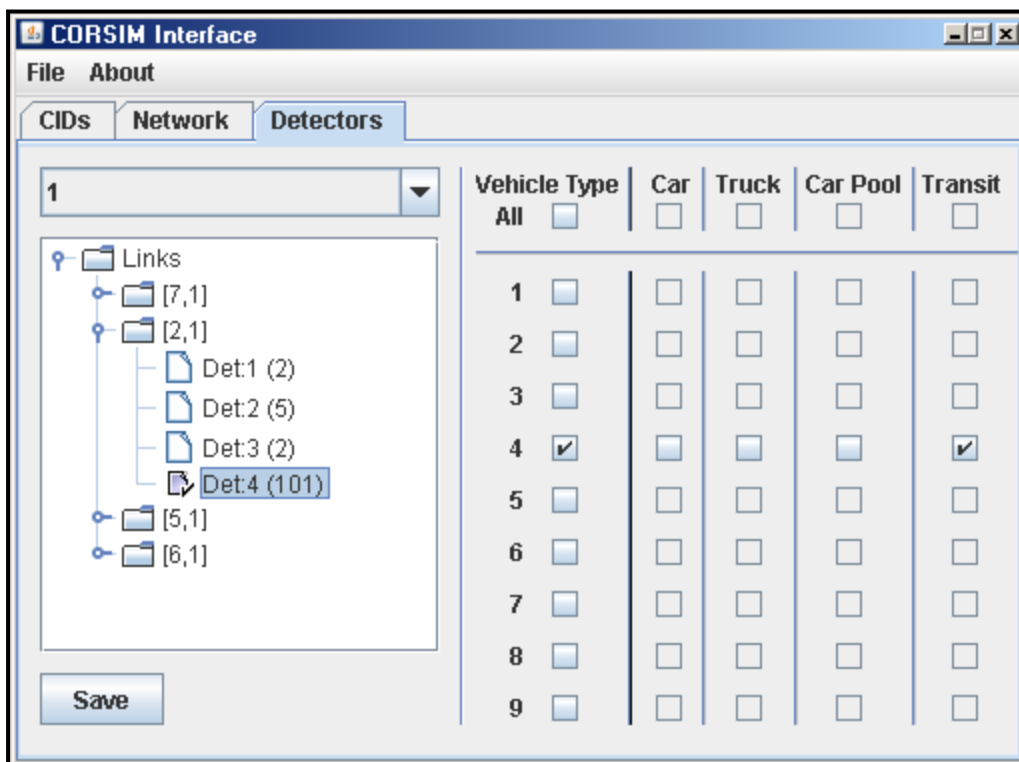 CORSIM Interface
File About
CIDs Network Detectors
1
Links
[7,1]
[2,1]
Det:1 (2)
Det:2 (5)
Det:3 (2)
Det:4 (101)
[5,1]
[6,1]
Save
Vehicle Type Car Truck Car Pool Transit
All
1
2
3
4
5
6
7
8
9